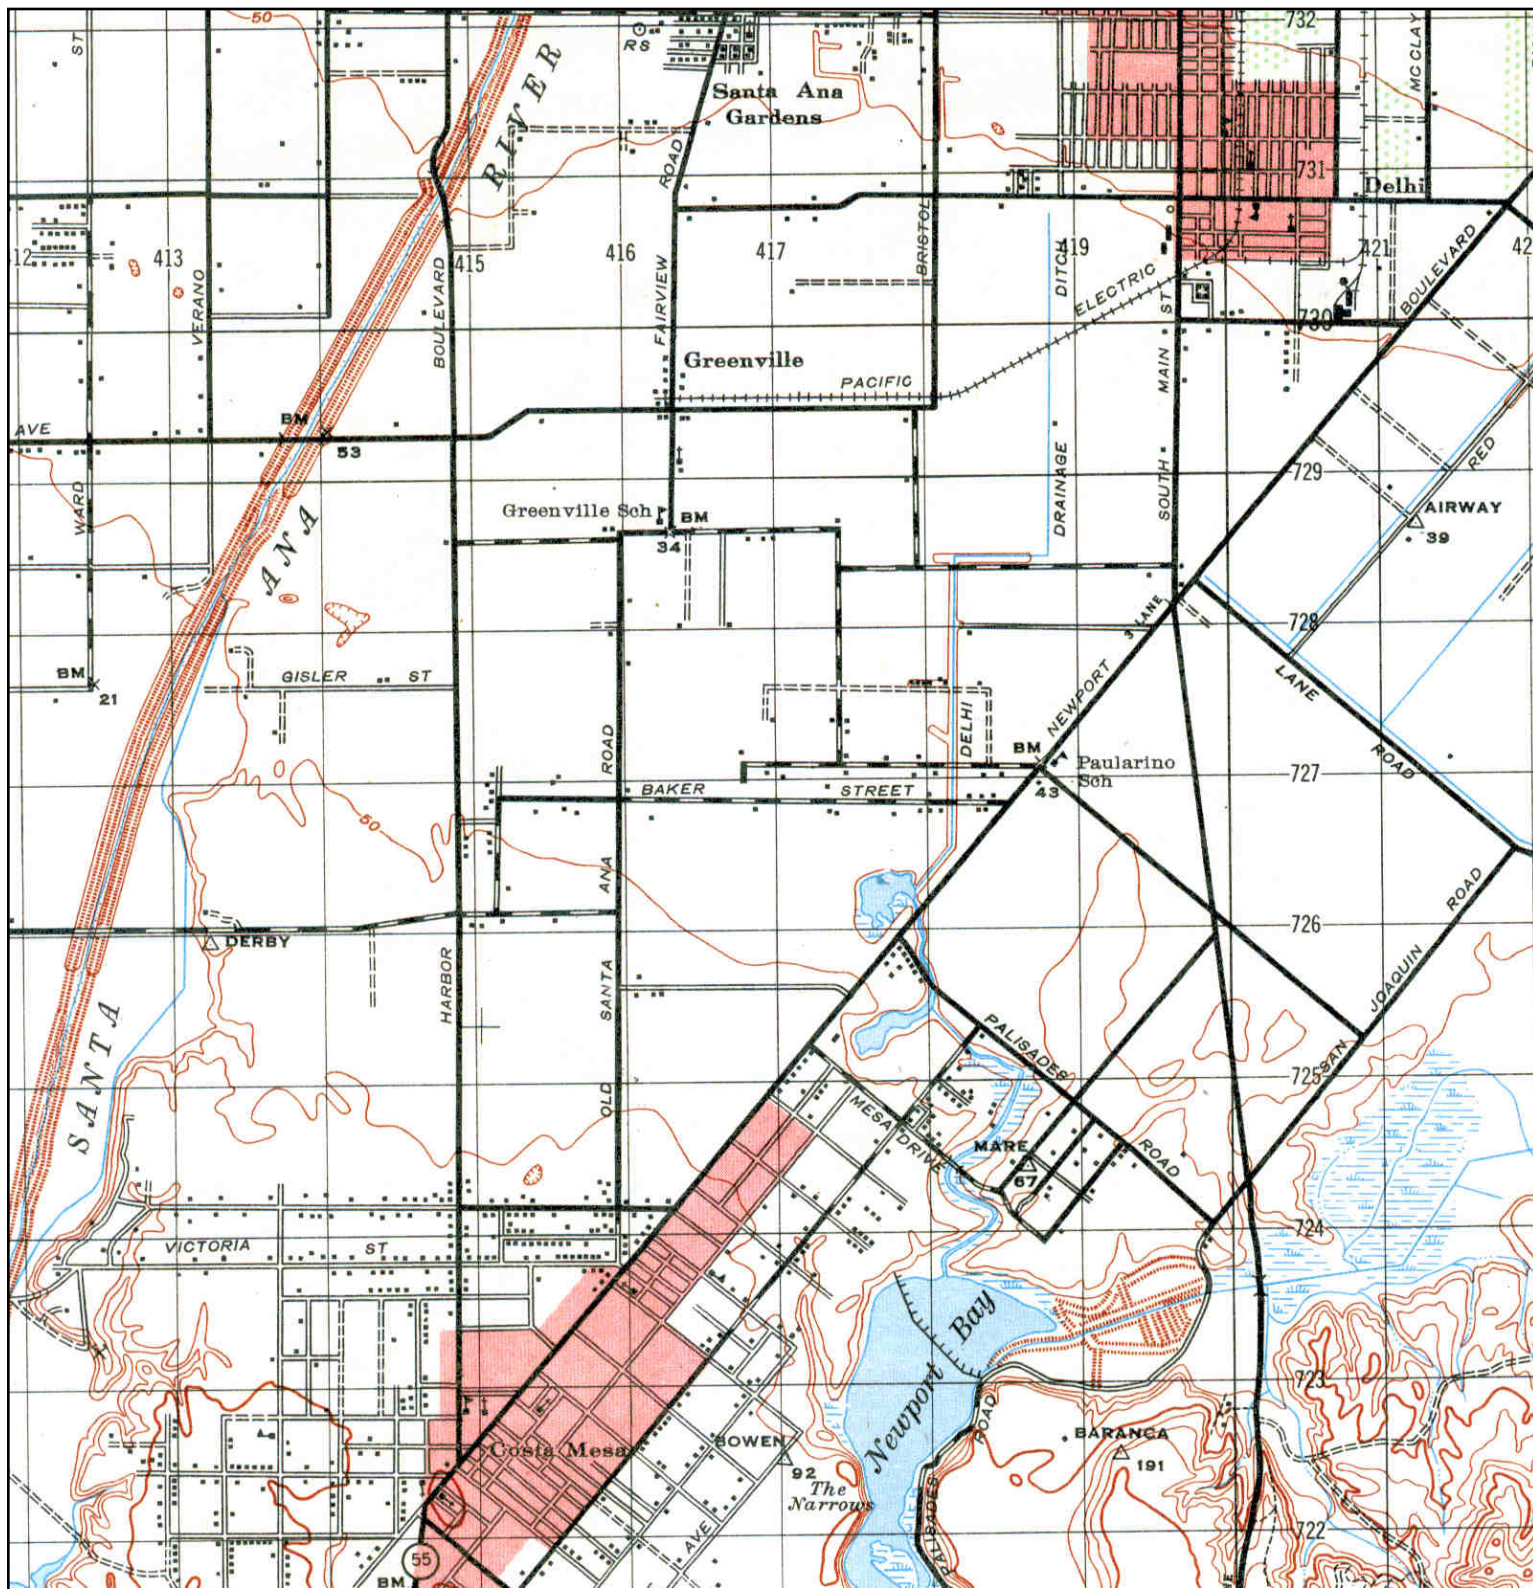 50
ST
RIVER
RS
Santa Ana
Gardens
732
MC CLAY
ROAD
731
Delhi
412
413
415
416
417
419
421
VERANO
BOULEVARD
FAIRVIEW
BRISTOL
DITCH
ELECTRIC
ST
BOULEVARD
730
Greenville
PACIFIC
MAIN
AVE
BM
53
DRAINAGE
SOUTH
729
RED
WARD
ANA
Greenville Sch
BM
34
AIRWAY
39
3 LANE
728
BM
21
GISLER ST
ROAD
DELHI
NEWPORT
LANE
ROAD
BM
43
Paularino
Sch
727
BAKER STREET
50
ANA
ROAD
DERBY
726
HARBOR
SANTA
SANTA
JOAQUIN
PALISADES
SAN
725
OLD
MESA DRIVE
MARE
67
ROAD
724
VICTORIA ST
Newport Bay
723
ROAD
Costa Mesa
BOWEN
92
BARANCA
191
The
Narrows
AVE
PALISADES
722
55
BM